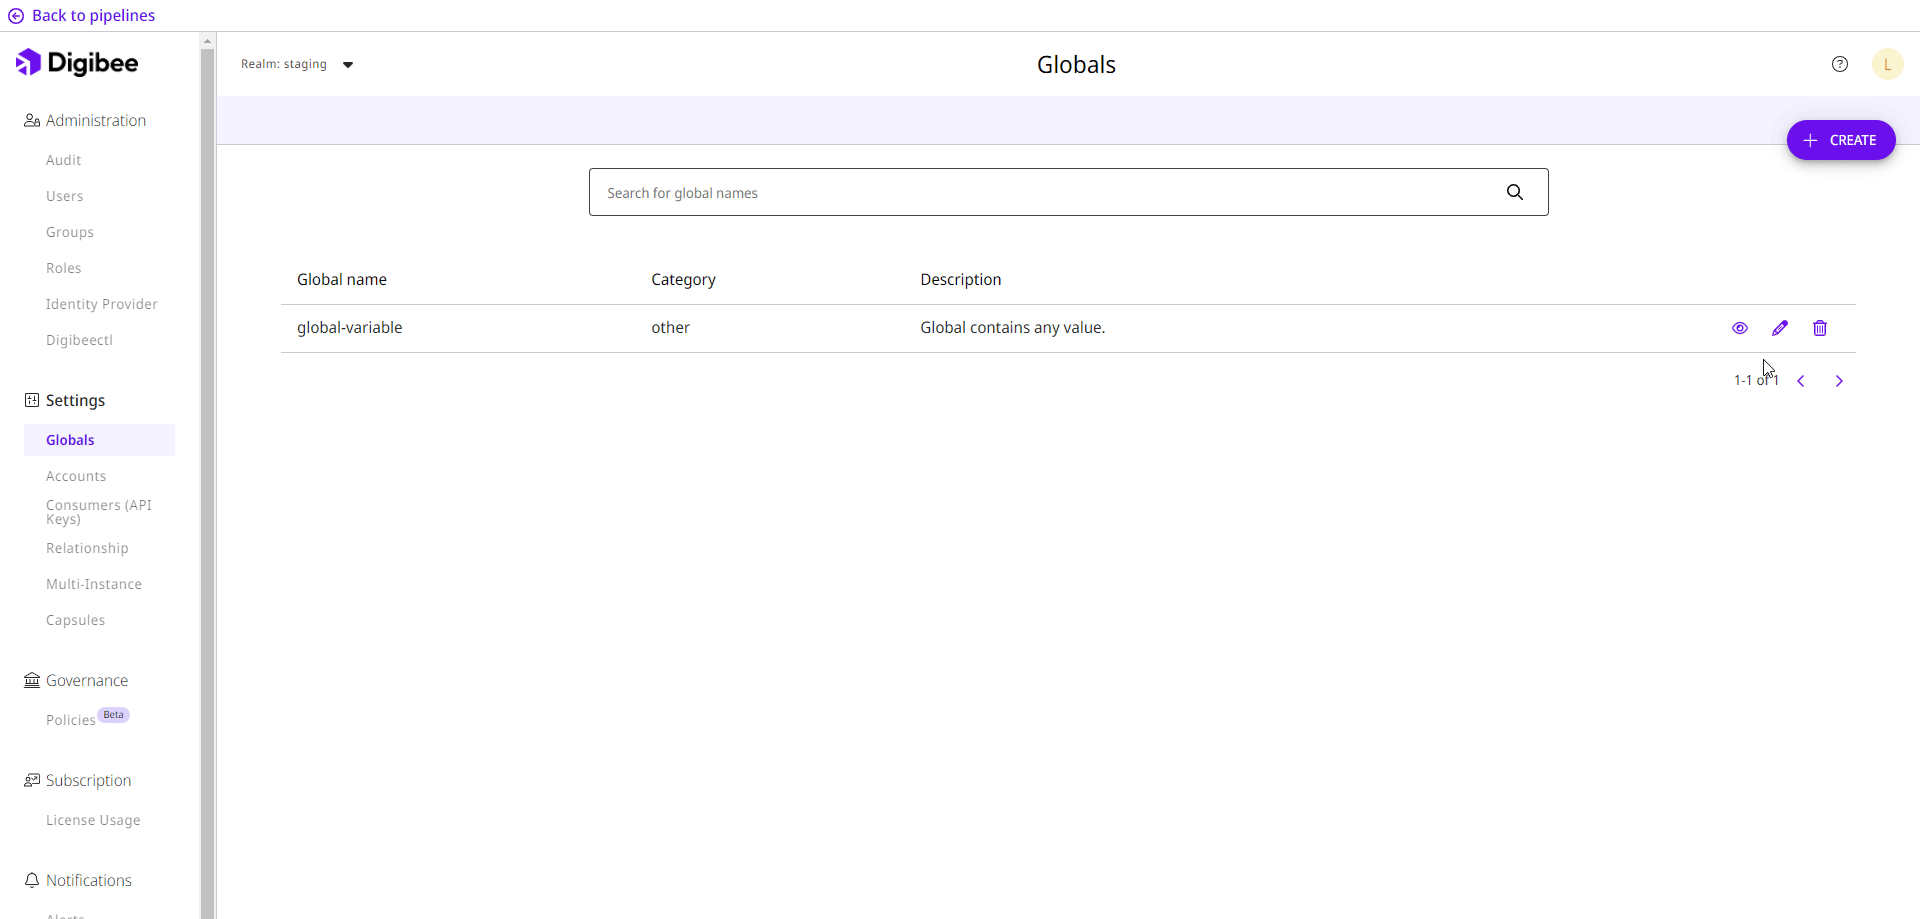 Back to pipelines
Digibee
Realm: staging
Globals
L
Administration
Audit
Users
Groups
Roles
Identity Provider
Digibeectl
Settings
Globals
Accounts
Consumers (API
Keys)
Relationship
Multi-Instance
Capsules
Governance
Policies Beta
Subscription
License Usage
Notifications
Alerts
CREATE
Search for global names
Global name Category Description
global-variable other Global contains any value.
1-1 of 1